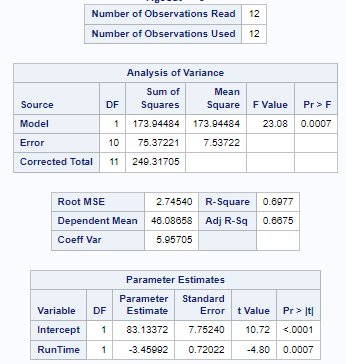 Number of Observations Read 12
Number of Observations Used 12
Analysis of Variance
Source DF Sum of Squares Mean Square F Value Pr > F
Model 1 173.94484 173.94484 23.08 0.0007
Error 10 75.37221 7.53722
Corrected Total 11 249.31705
Root MSE 2.74540 R-Square 0.6977
Dependent Mean 46.08658 Adj R-Sq 0.6675
Coeff Var 5.95705
Parameter Estimates
Variable DF Parameter Estimate Standard Error t Value Pr > |t|
Intercept 1 83.13372 7.75240 10.72 <.0001
RunTime 1 -3.45992 0.72022 -4.80 0.0007